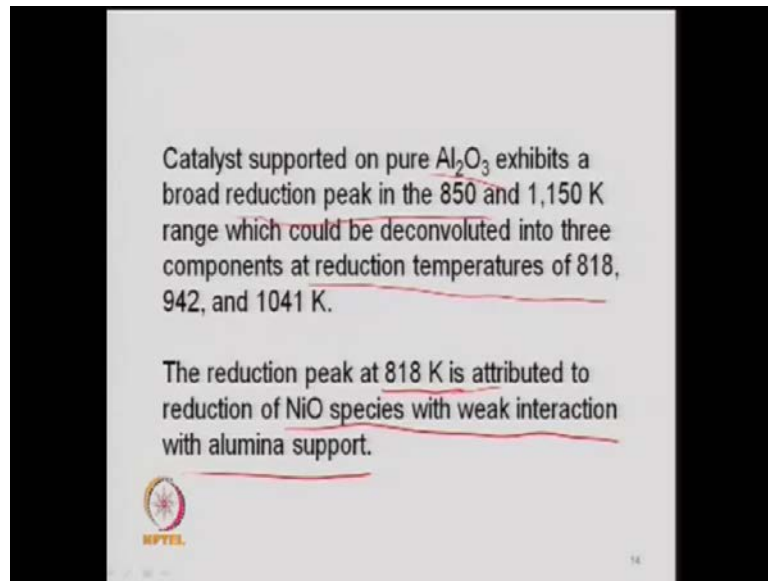 Catalyst supported on pure Al₂O₃ exhibits a
broad reduction peak in the 850 and 1,150 K
range which could be deconvoluted into three
components at reduction temperatures of 818,
942, and 1041 K.
The reduction peak at 818 K is attributed to
reduction of NiO species with weak interaction
with alumina support.
NPTEL
14